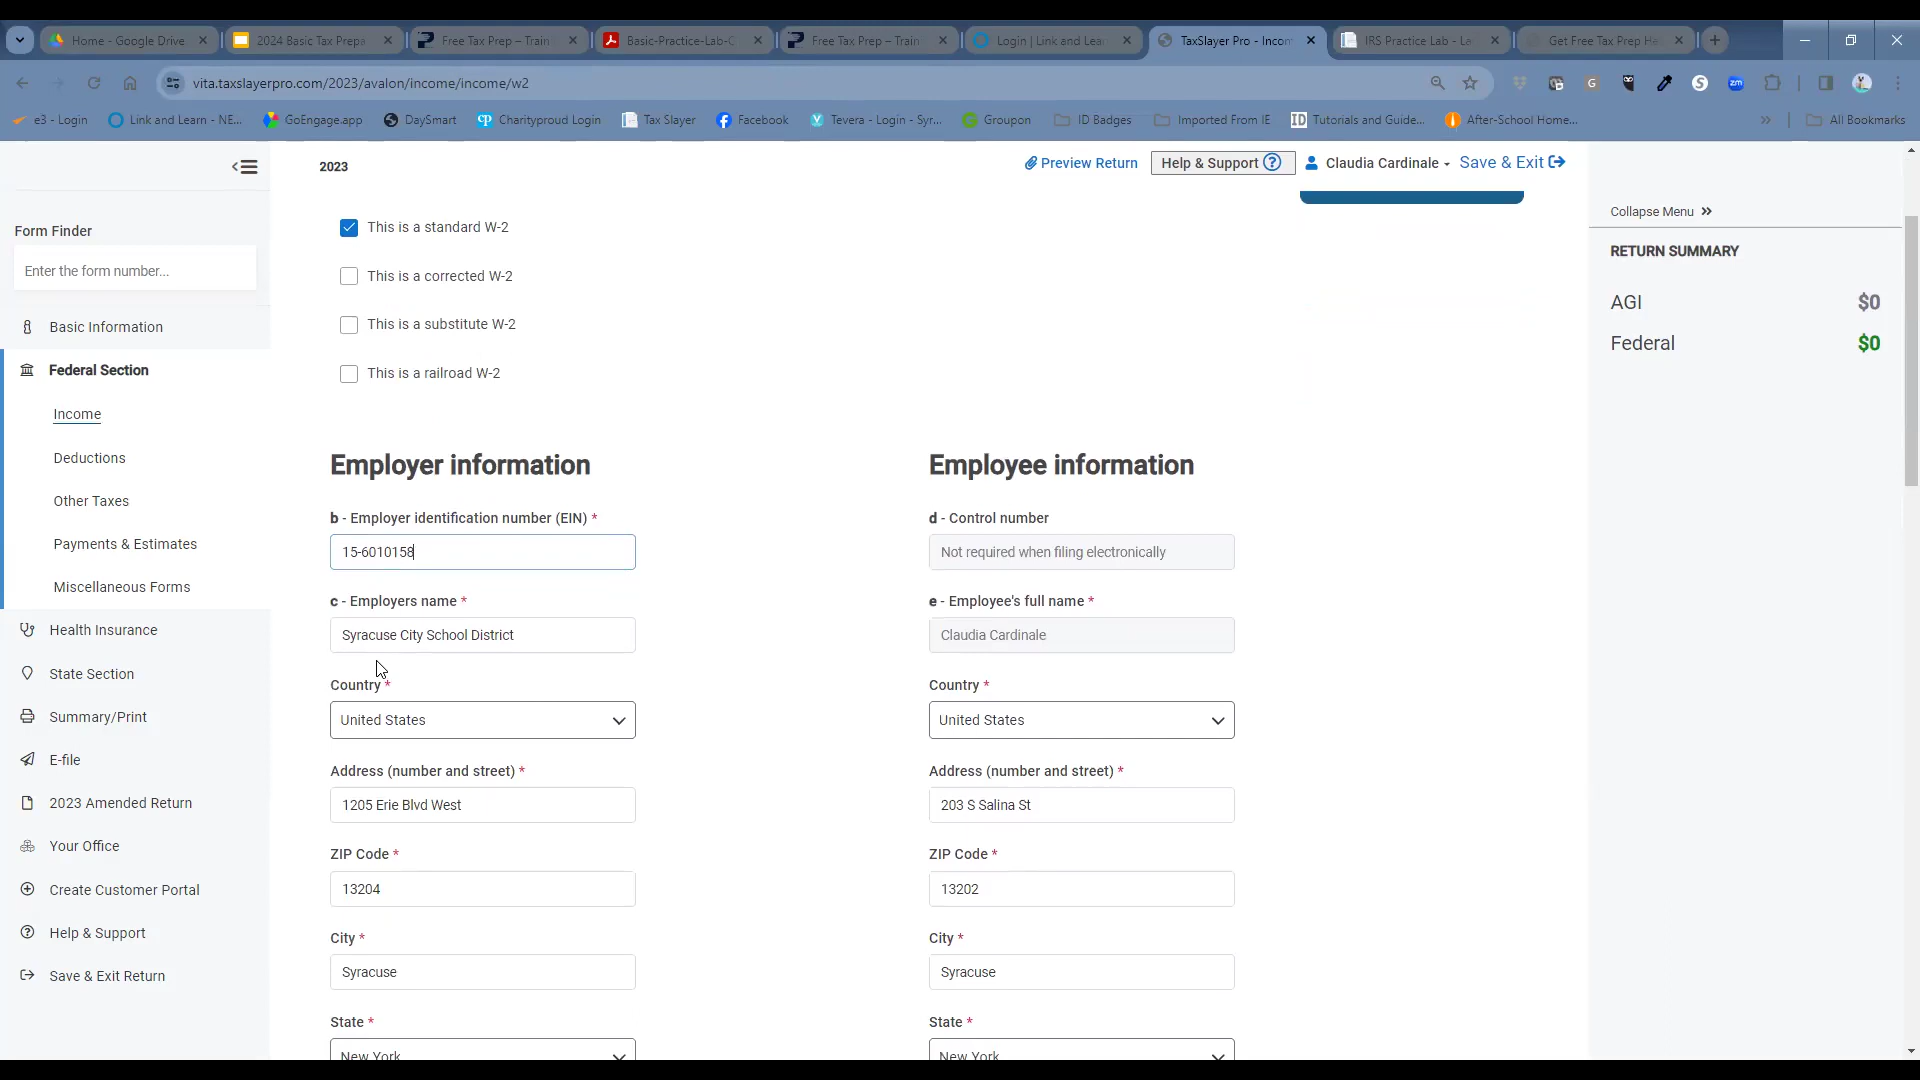 Home - Google Drive
2024 Basic Tax Prepa
Free Tax Prep – Train
Basic-Practice-Lab-C
Free Tax Prep – Train
Login | Link and Lea
TaxSlayer Pro - Incom
IRS Practice Lab - Le
Get Free Tax Prep He
vita.taxslayerpro.com/2023/avalon/income/income/w2
e3 - Login
Link and Learn - NE...
GoEngage.app
DaySmart
Charityproud Login
Tax Slayer
Facebook
Tevera - Login - Syr...
Groupon
ID Badges
Imported From IE
ID Tutorials and Guide...
After-School Home...
All Bookmarks
2023
Preview Return
Help & Support
Claudia Cardinale
Save & Exit
Form Finder
Enter the form number...
Basic Information
Federal Section
Income
Deductions
Other Taxes
Payments & Estimates
Miscellaneous Forms
Health Insurance
State Section
Summary/Print
E-file
2023 Amended Return
Your Office
Create Customer Portal
Help & Support
Save & Exit Return
This is a standard W-2
This is a corrected W-2
This is a substitute W-2
This is a railroad W-2
Employer information
b - Employer identification number (EIN) *
15-6010158
c - Employers name *
Syracuse City School District
Country *
United States
Address (number and street) *
1205 Erie Blvd West
ZIP Code *
13204
City *
Syracuse
State *
New York
Employee information
d - Control number
Not required when filing electronically
e - Employee's full name *
Claudia Cardinale
Country *
United States
Address (number and street) *
203 S Salina St
ZIP Code *
13202
City *
Syracuse
State *
New York
Collapse Menu »
RETURN SUMMARY
AGI $0
Federal $0